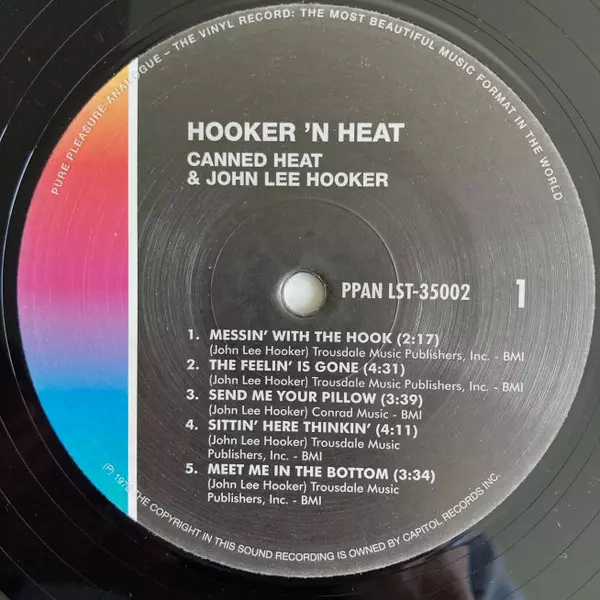 PURE PLEASURE ANALOGUE – THE VINYL RECORD: THE MOST BEAUTIFUL MUSIC FORMAT IN THE WORLD
HOOKER 'N HEAT
CANNED HEAT
& JOHN LEE HOOKER
PPAN LST-35002
1
1. MESSIN' WITH THE HOOK (2:17)
(John Lee Hooker) Trousdale Music Publishers, Inc. - BMI
2. THE FEELIN' IS GONE (4:31)
(John Lee Hooker) Trousdale Music Publishers, Inc. - BMI
3. SEND ME YOUR PILLOW (3:39)
(John Lee Hooker) Conrad Music - BMI
4. SITTIN' HERE THINKIN' (4:11)
(John Lee Hooker) Trousdale Music
Publishers, Inc. - BMI
5. MEET ME IN THE BOTTOM (3:34)
(John Lee Hooker) Trousdale Music
Publishers, Inc. - BMI
(P) THE COPYRIGHT IN THIS SOUND RECORDING IS OWNED BY CAPITOL RECORDS INC.